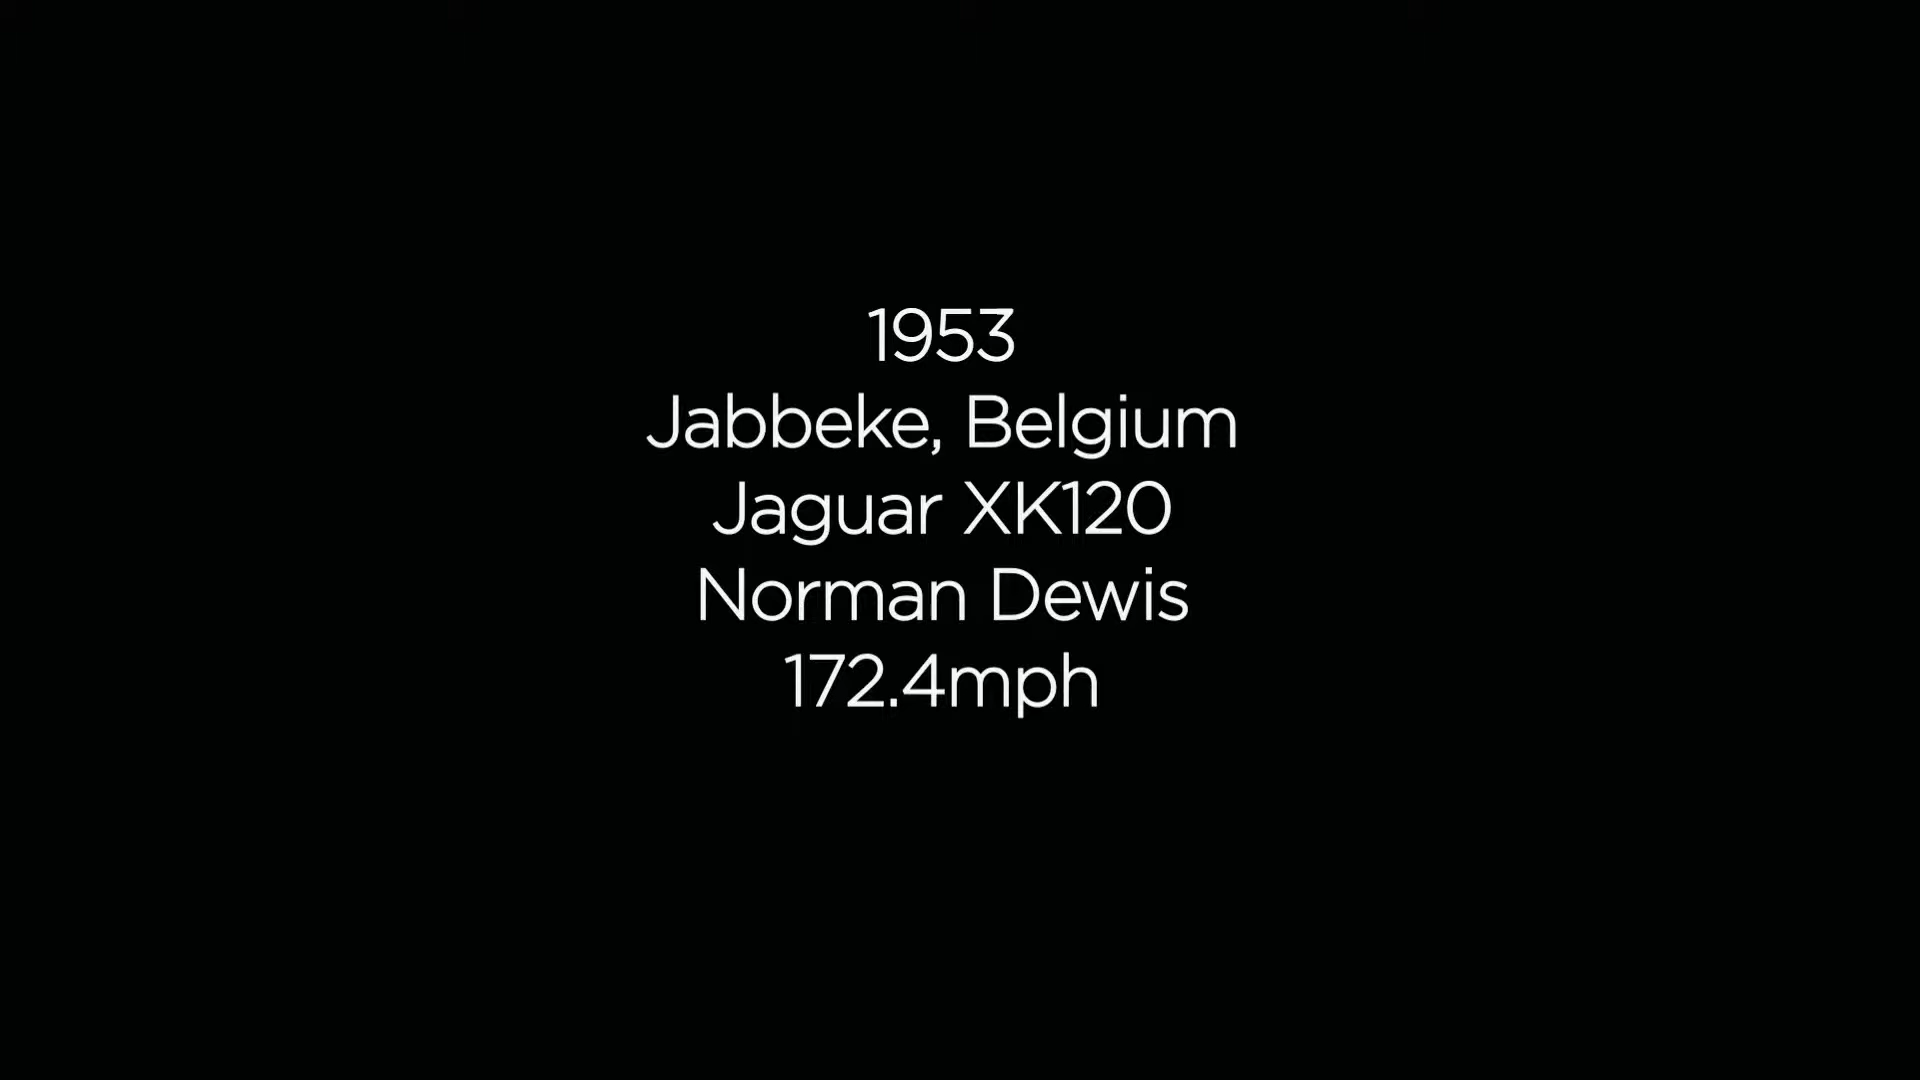 1953
Jabbeke, Belgium
Jaguar XK120
Norman Dewis
172.4mph